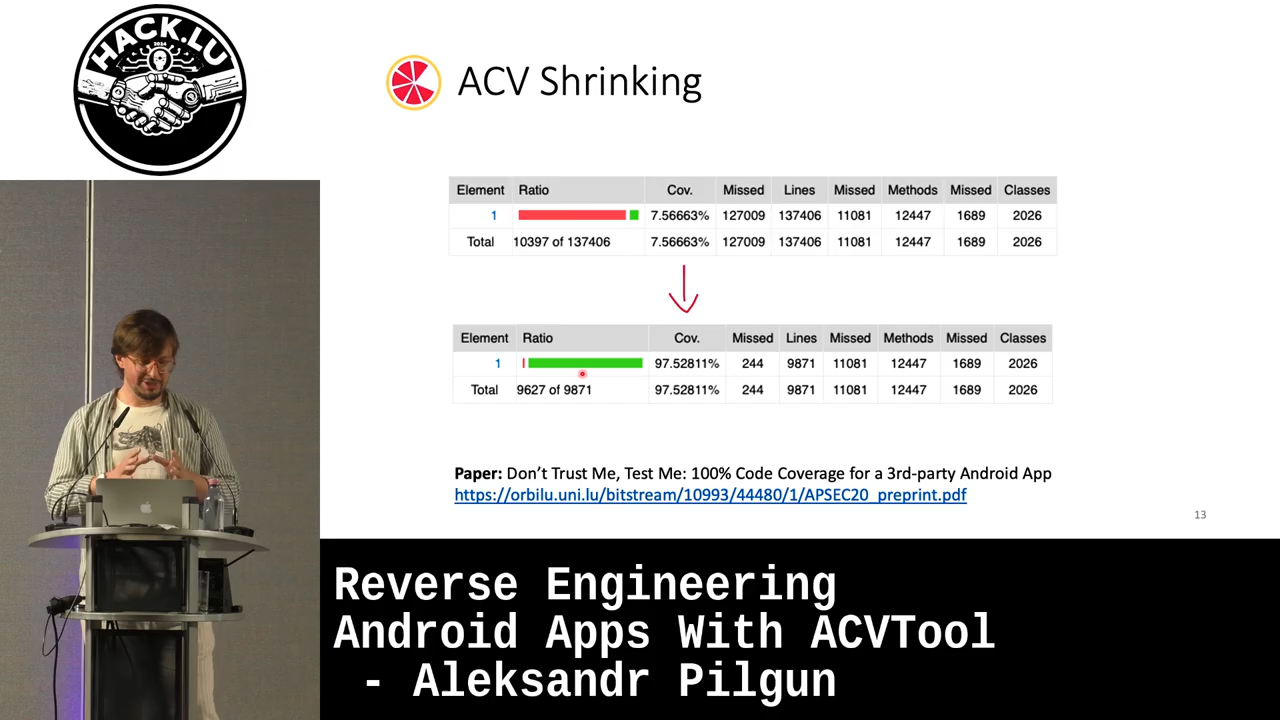 HACK.LU
2024
ACV Shrinking
Element Ratio Cov. Missed Lines Missed Methods Missed Classes
1 7.56663% 127009 137406 11081 12447 1689 2026
Total 10397 of 137406 7.56663% 127009 137406 11081 12447 1689 2026
Element Ratio Cov. Missed Lines Missed Methods Missed Classes
1 97.52811% 244 9871 11081 12447 1689 2026
Total 9627 of 9871 97.52811% 244 9871 11081 12447 1689 2026
Paper: Don't Trust Me, Test Me: 100% Code Coverage for a 3rd-party Android App
https://orbilu.uni.lu/bitstream/10993/44480/1/APSEC20_preprint.pdf
13
Reverse Engineering
Android Apps With ACVTool
- Aleksandr Pilgun